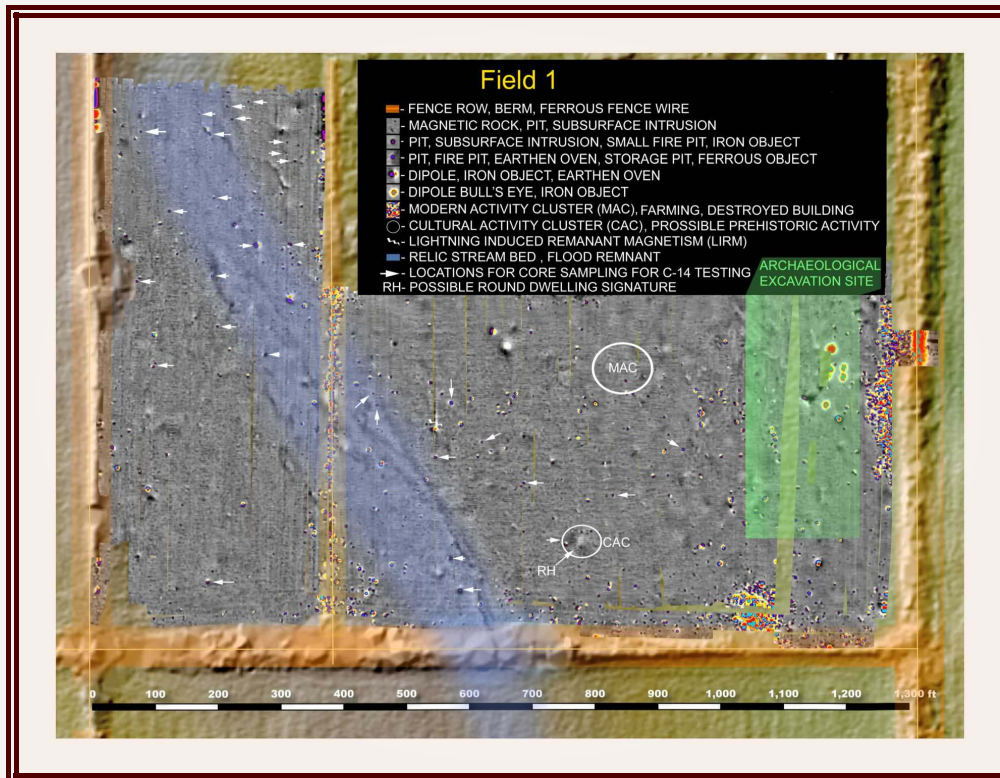 Field 1
- FENCE ROW, BERM, FERROUS FENCE WIRE
- MAGNETIC ROCK, PIT, SUBSURFACE INTRUSION
- PIT, SUBSURFACE INTRUSION, SMALL FIRE PIT, IRON OBJECT
- PIT, FIRE PIT, EARTHEN OVEN, STORAGE PIT, FERROUS OBJECT
- DIPOLE, IRON OBJECT, EARTHEN OVEN
- DIPOLE BULL'S EYE, IRON OBJECT
- MODERN ACTIVITY CLUSTER (MAC), FARMING, DESTROYED BUILDING
- CULTURAL ACTIVITY CLUSTER (CAC), PROSSIBLE PREHISTORIC ACTIVITY
- LIGHTNING INDUCED REMANANT MAGNETISM (LIRM)
- RELIC STREAM BED , FLOOD REMNANT
- LOCATIONS FOR CORE SAMPLING FOR C-14 TESTING
RH- POSSIBLE ROUND DWELLING SIGNATURE
ARCHAEOLOGICAL
EXCAVATION SITE
MAC
CAC
RH
0 100 200 300 400 500 600 700 800 900 1,000 1,100 1,200 1,300 ft